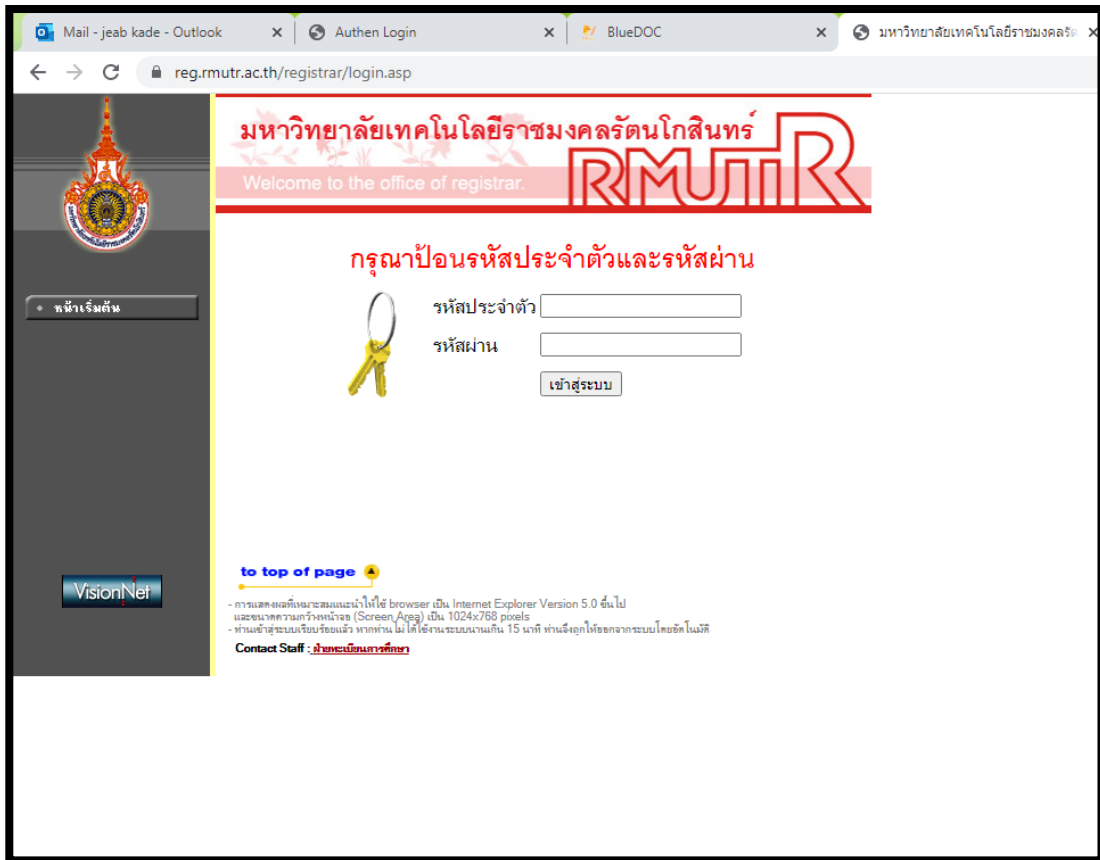 Mail - jeab kade - Outlook
Authen Login
BlueDOC
มหาวิทยาลัยเทคโนโลยีราชมงคลรัต
reg.rmutr.ac.th/registrar/login.asp
มหาวิทยาลัยเทคโนโลยีราชมงคลรัตนโกสินทร์
RMUTR
Welcome to the office of registrar.
กรุณาป้อนรหัสประจำตัวและรหัสผ่าน
หน้าเริ่มต้น
รหัสประจำตัว
รหัสผ่าน
เข้าสู่ระบบ
VisionNet
to top of page
- การแสดงผลที่เหมาะสมแนะนำให้ใช้ browser เป็น Internet Explorer Version 5.0 ขึ้นไป
และขนาดความกว้างหน้าจอ (Screen Area) เป็น 1024x768 pixels
- ท่านเข้าสู่ระบบเรียบร้อยแล้ว หากท่านไม่ได้ใช้งานระบบนานเกิน 15 นาที ท่านจึงถูกให้ออกจากระบบโดยอัตโนมัติ
Contact Staff : ฝ่ายทะเบียนการศึกษา